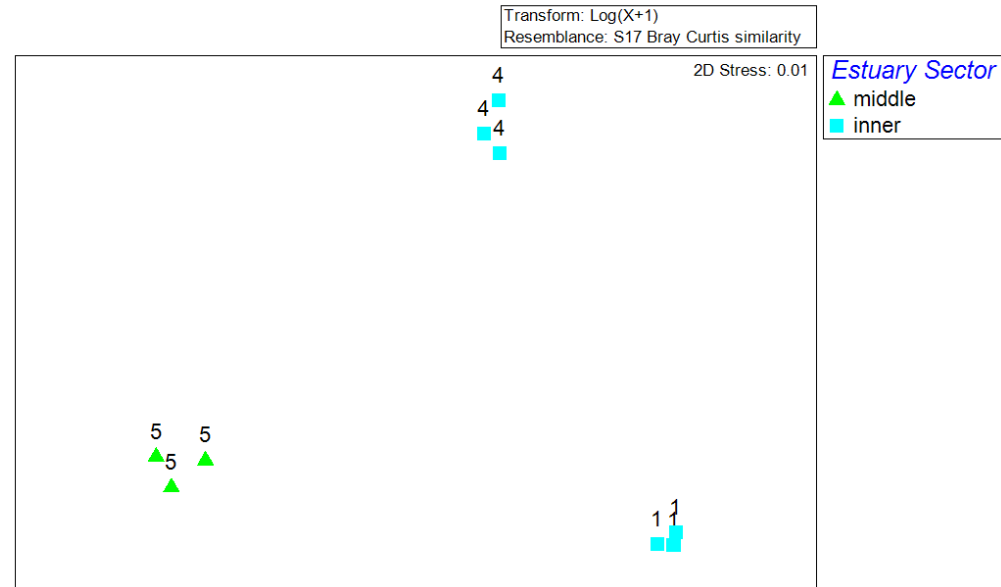 Transform: Log(X+1)
Resemblance: S17 Bray Curtis similarity
2D Stress: 0.01
Estuary Sector
middle
inner
4
4
4
5
5
5
1
1
1